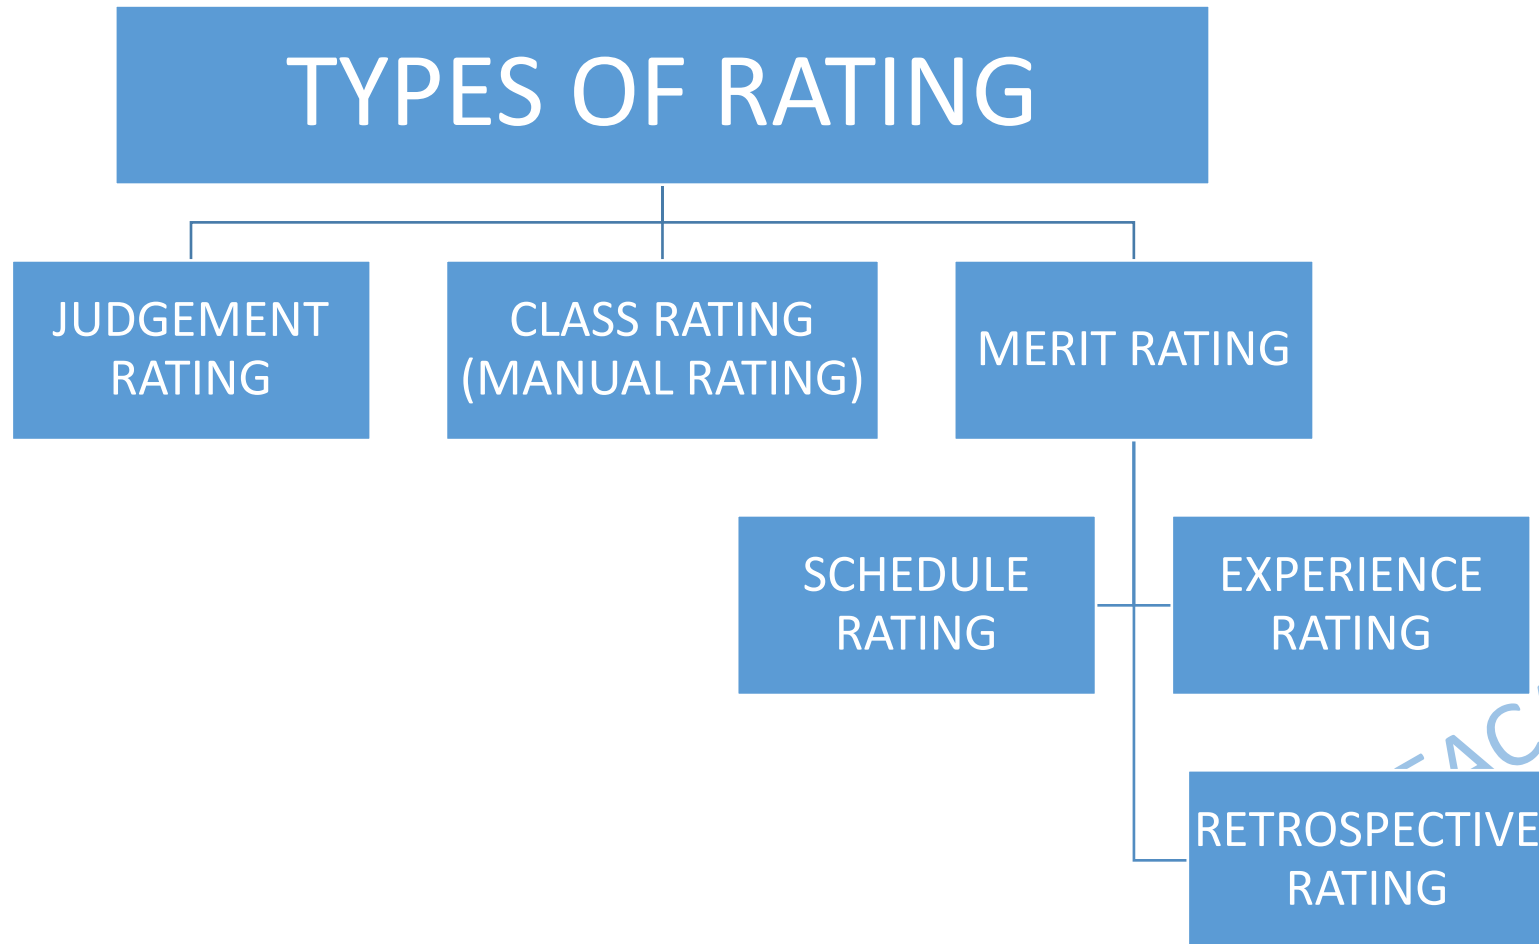 TYPES OF RATING
JUDGEMENT
RATING
CLASS RATING
(MANUAL RATING)
MERIT RATING
SCHEDULE
RATING
EXPERIENCE
RATING
RETROSPECTIVE
RATING